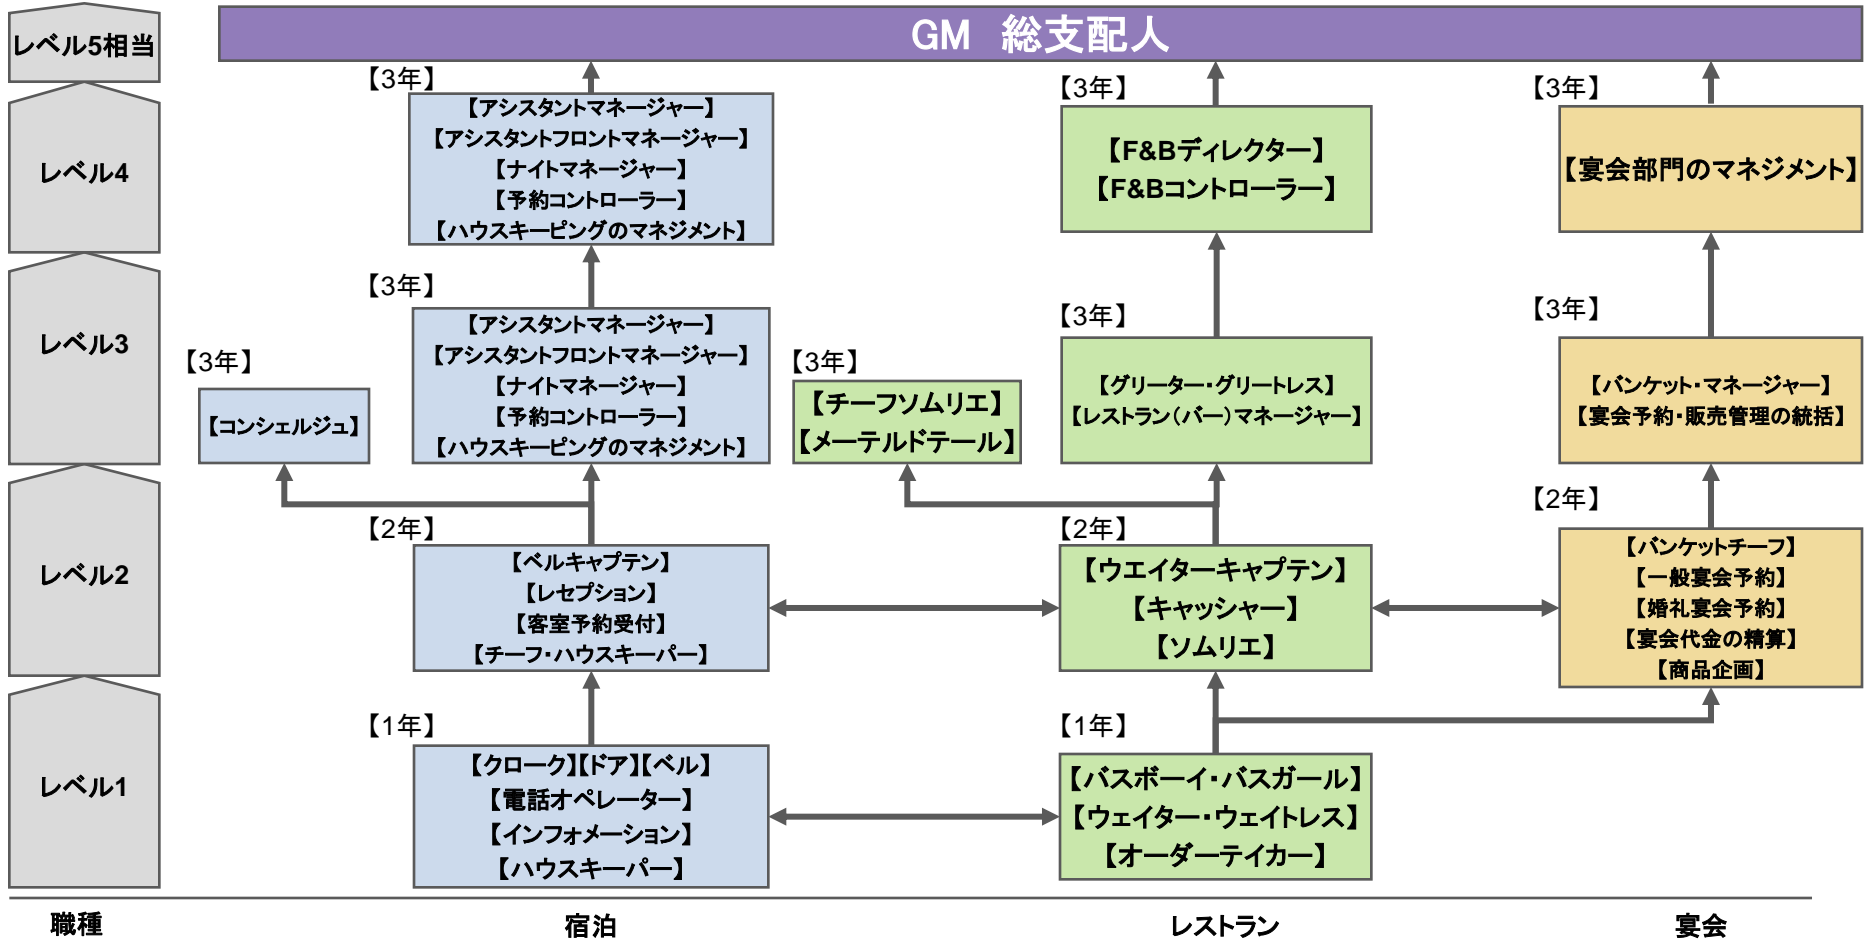 レベル5相当
GM 総支配人
【3年】
【3年】
【3年】
レベル4
【アシスタントマネージャー】
【アシスタントフロントマネージャー】
【ナイトマネージャー】
【予約コントローラー】
【ハウスキーピングのマネジメント】
【F&Bディレクター】
【F&Bコントローラー】
【宴会部門のマネジメント】
レベル3
【3年】
【コンシェルジュ】
【3年】
【アシスタントマネージャー】
【アシスタントフロントマネージャー】
【ナイトマネージャー】
【予約コントローラー】
【ハウスキーピングのマネジメント】
【3年】
【チーフソムリエ】
【メーテルドテール】
【3年】
【グリーター・グリートレス】
【レストラン（バー）マネージャー】
【3年】
【バンケット・マネージャー】
【宴会予約・販売管理の統括】
レベル2
【2年】
【ベルキャプテン】
【レセプション】
【客室予約受付】
【チーフ・ハウスキーパー】
【2年】
【ウエイターキャプテン】
【キャッシャー】
【ソムリエ】
【2年】
【バンケットチーフ】
【一般宴会予約】
【婚礼宴会予約】
【宴会代金の精算】
【商品企画】
レベル1
【1年】
【クローク】【ドア】【ベル】
【電話オペレーター】
【インフォメーション】
【ハウスキーパー】
【1年】
【バスボーイ・バスガール】
【ウェイター・ウェイトレス】
【オーダーテイカー】
職種
宿泊
レストラン
宴会